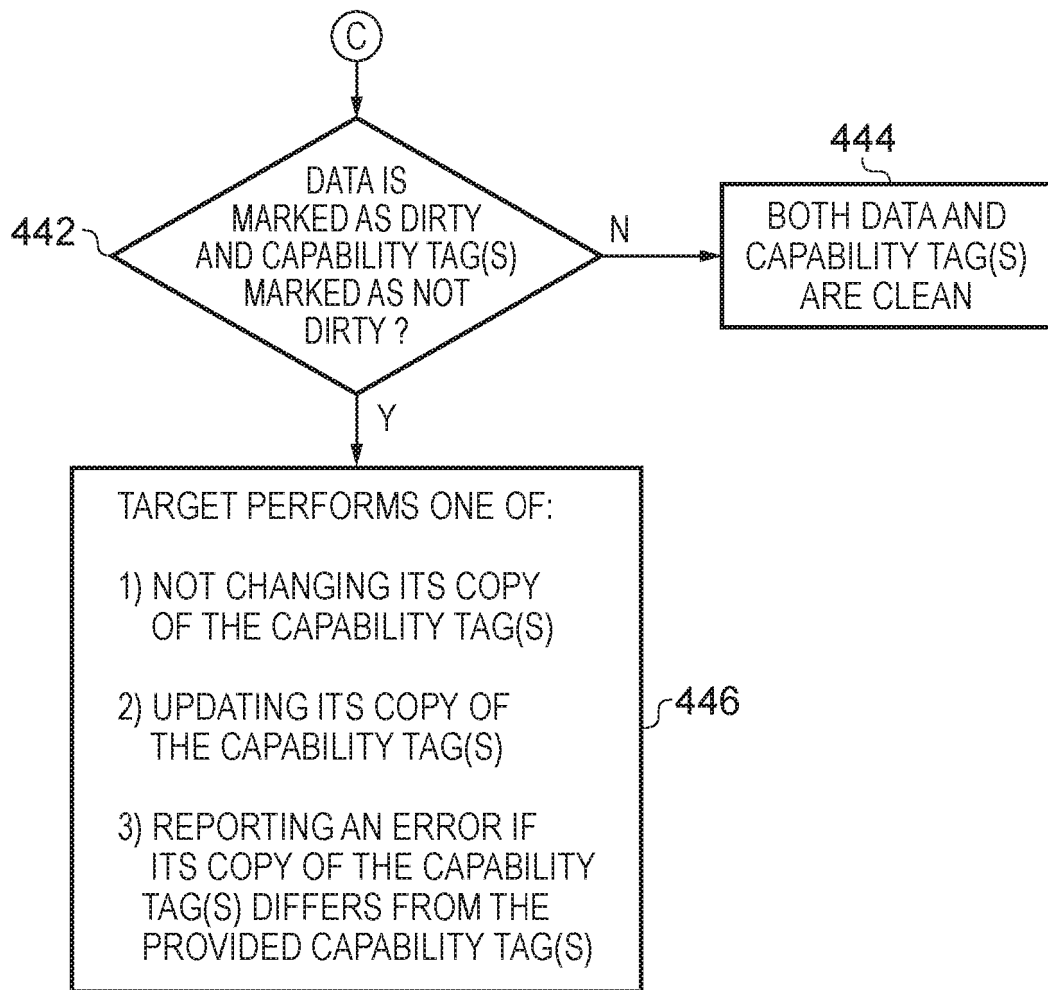 C
DATA IS
MARKED AS DIRTY
AND CAPABILITY TAG(S)
MARKED AS NOT
DIRTY ?
442
N
444
BOTH DATA AND
CAPABILITY TAG(S)
ARE CLEAN
Y
TARGET PERFORMS ONE OF:
1) NOT CHANGING ITS COPY
OF THE CAPABILITY TAG(S)
2) UPDATING ITS COPY OF
THE CAPABILITY TAG(S)
3) REPORTING AN ERROR IF
ITS COPY OF THE CAPABILITY
TAG(S) DIFFERS FROM THE
PROVIDED CAPABILITY TAG(S)
446